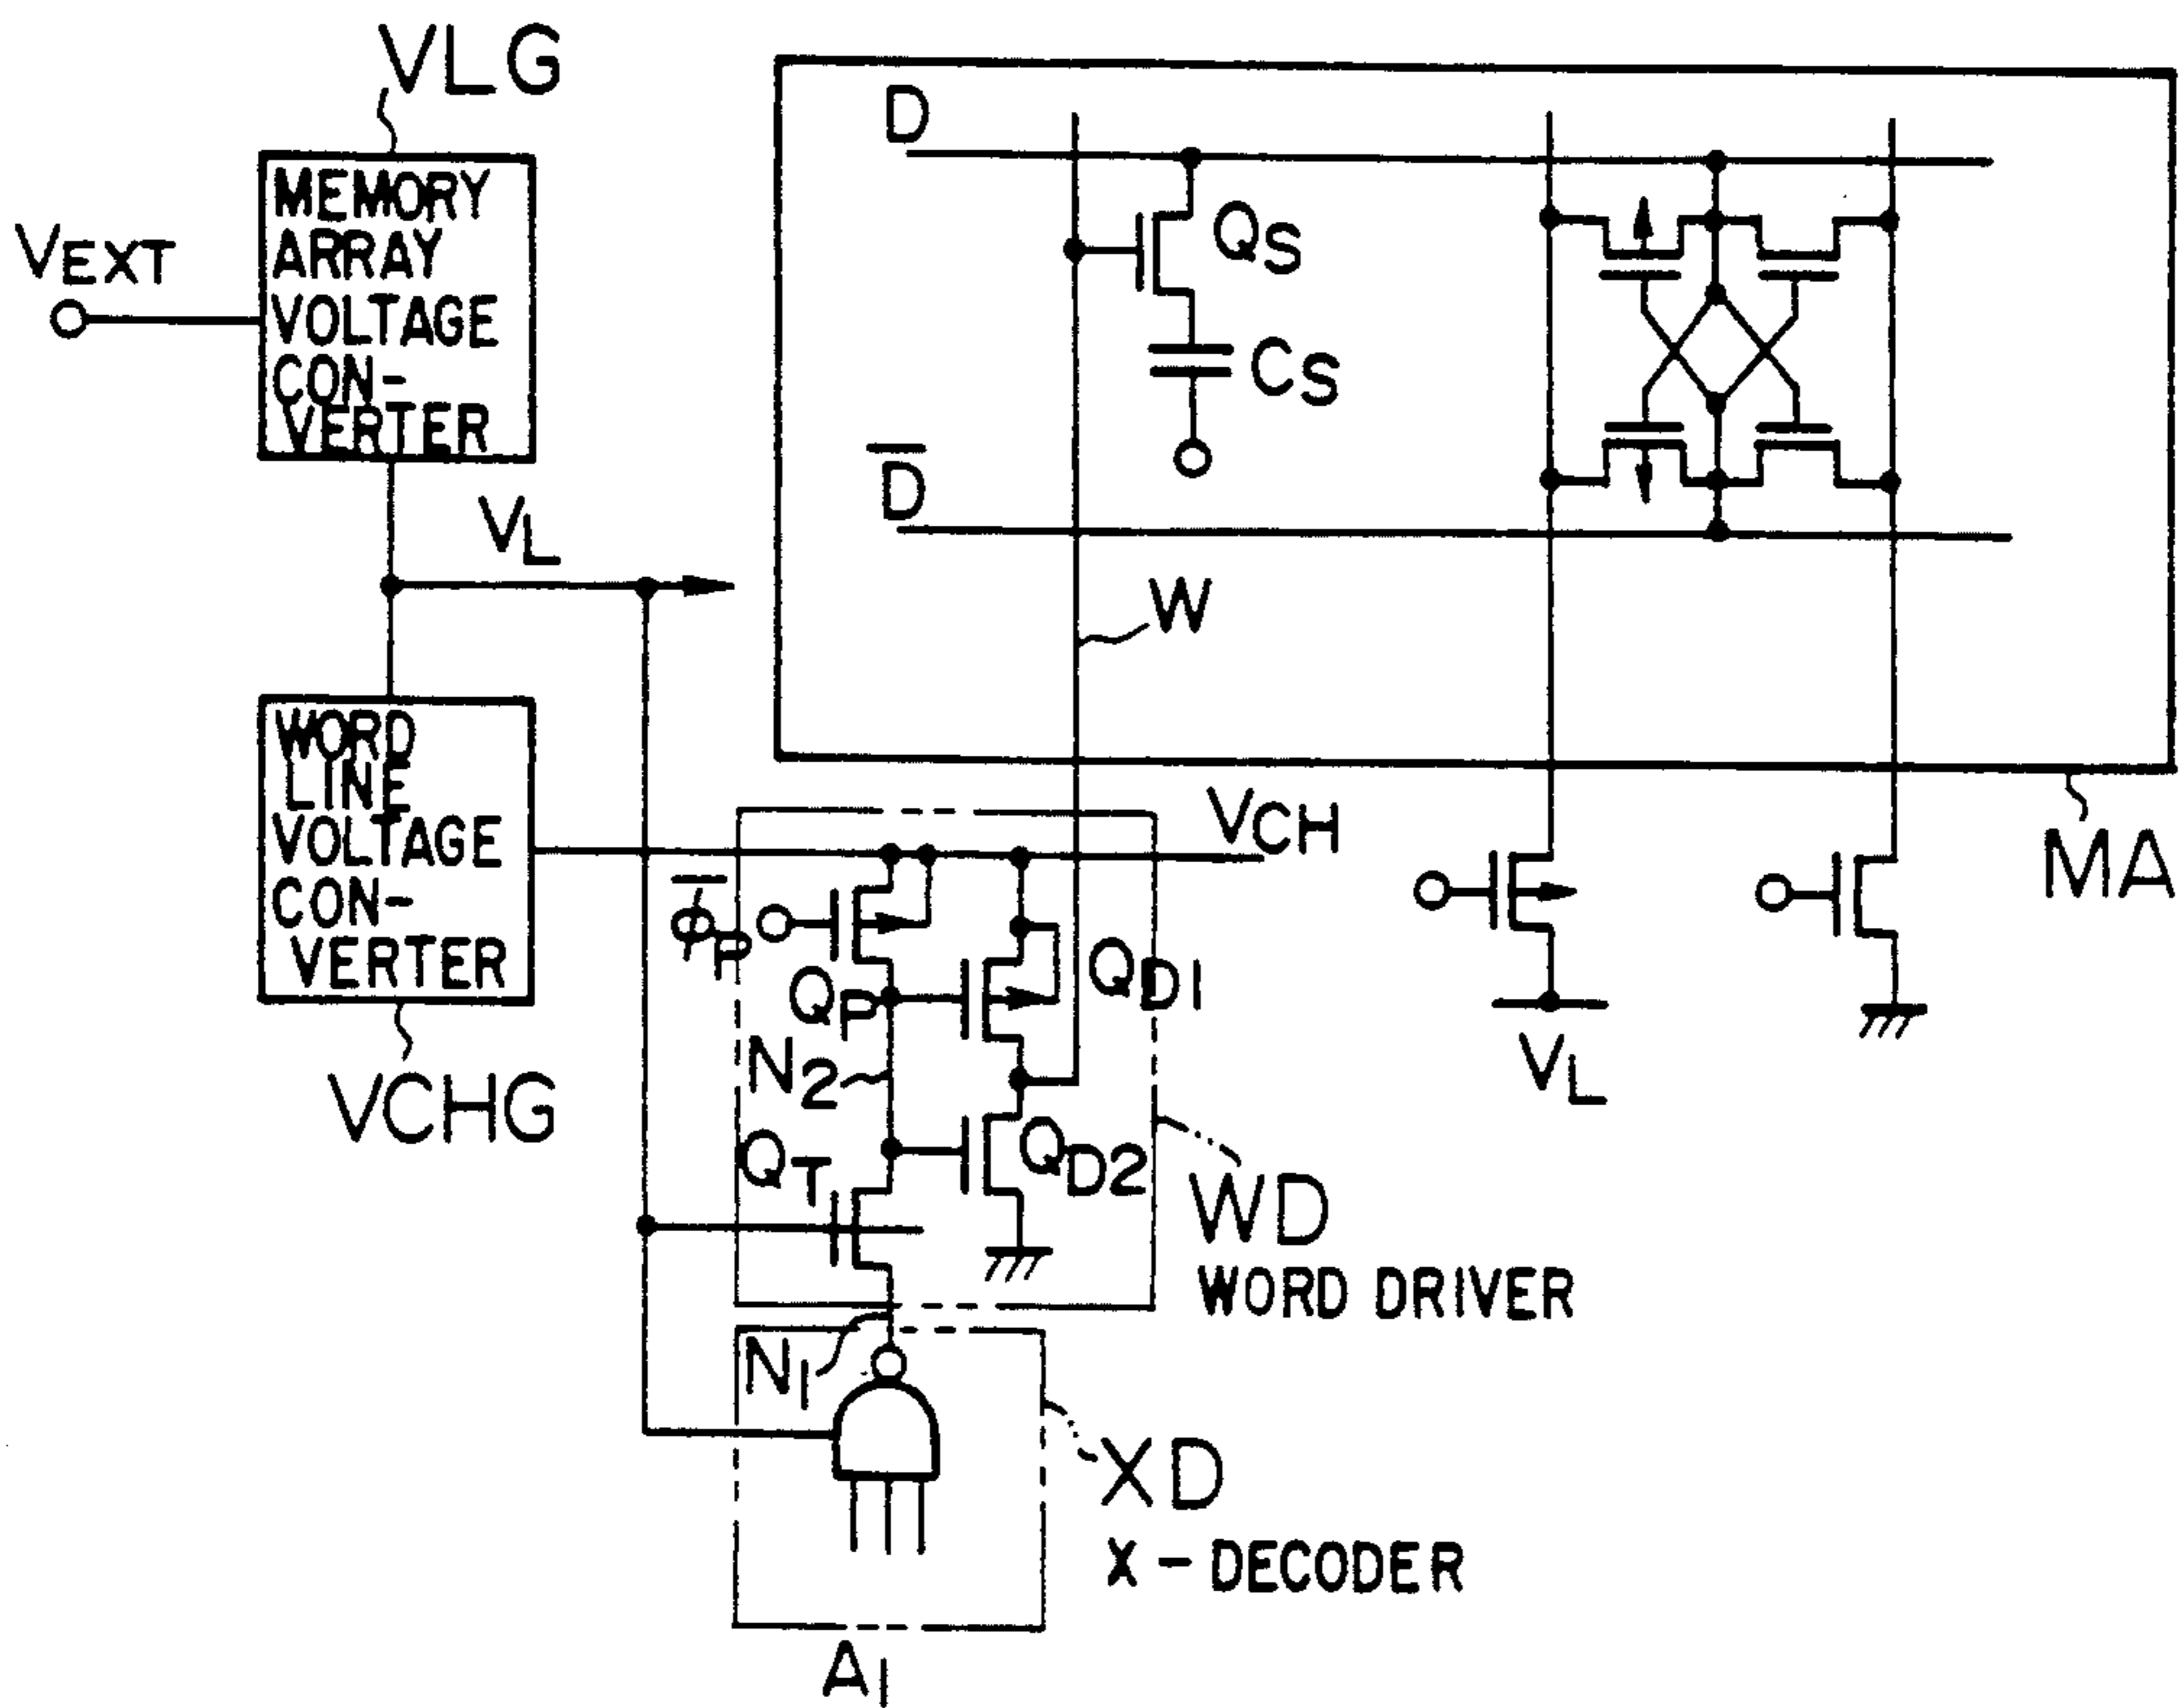 VLG
MEMORY
ARRAY
VOLTAGE
CON-
VERTER
VEXT
VL
WORD
LINE
VOLTAGE
CON-
VERTER
VCHG
D
QS
CS
D̅
W
MA
VCH
φ̅P
QP
QD1
N2
QT
QD2
VL
WD
WORD DRIVER
N1
XD
X - DECODER
A1